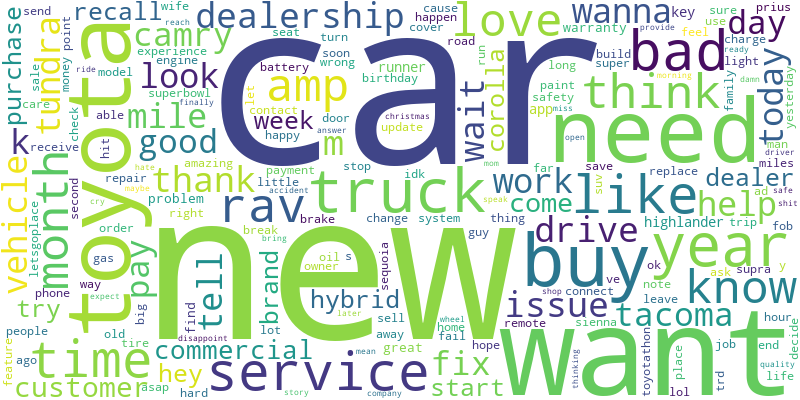 send
wife
reach
recall
dealership
love
cause
happen
cover
wanna
key
prius
sure
use
day
low
money
point
purchase
tundra
sale
care
toyota
camry
experience
engine
look
model
ride
superbowl
seat
turn
soon
wrong
battery
birthday
amp
runner
car
wait
road
run
corolla
warranty
build
super
long
feel
bad
provide
ready
charge
light
today
yesterday
k
check
mile
able
receive
good
door
let
contact
happy
week
update
christmas
answer
m
paint
safety
app
miss
think
need
family
damn
morning
man
driver
miles
vehicle
letsgoplace
month
second
hit
hate
maybe
cry
amazing
repair
problem
finally
thank
payment
little
right
accident
stop
idk
truck
mom
open
far
suv
save
work
like
replace
help
ad
safe
shit
dealer
order
gas
pay
break
bring
rav
brake
change
system
speak
thing
guy
come
drive
highlander
trip
fob
year
way
phone
try
expect
big
tell
find
brand
oil
owner
s
new
sequoia
hybrid
sell
away
buy
ve
connect
shop
issue
ok
ask
note
leave
supra
y
know
tacoma
people
ago
feature
old
tire
time
customer
disappoint
asap
commercial
hey
hard
lot
service
mean
story
great
home
fail
later
wheel
company
fix
start
hope
remote
sienna
want
thinking
toyotathon
lol
place
trd
job
send
life
quality
hour
decide